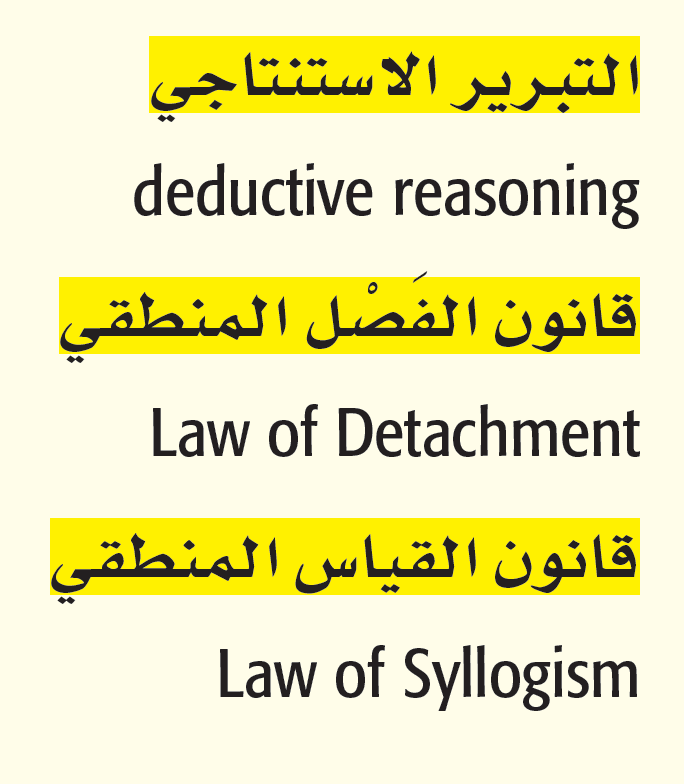 التبرير الاستنتاجي
deductive reasoning
قانون الفَصْل المنطقي
Law of Detachment
قانون القياس المنطقي
Law of Syllogism